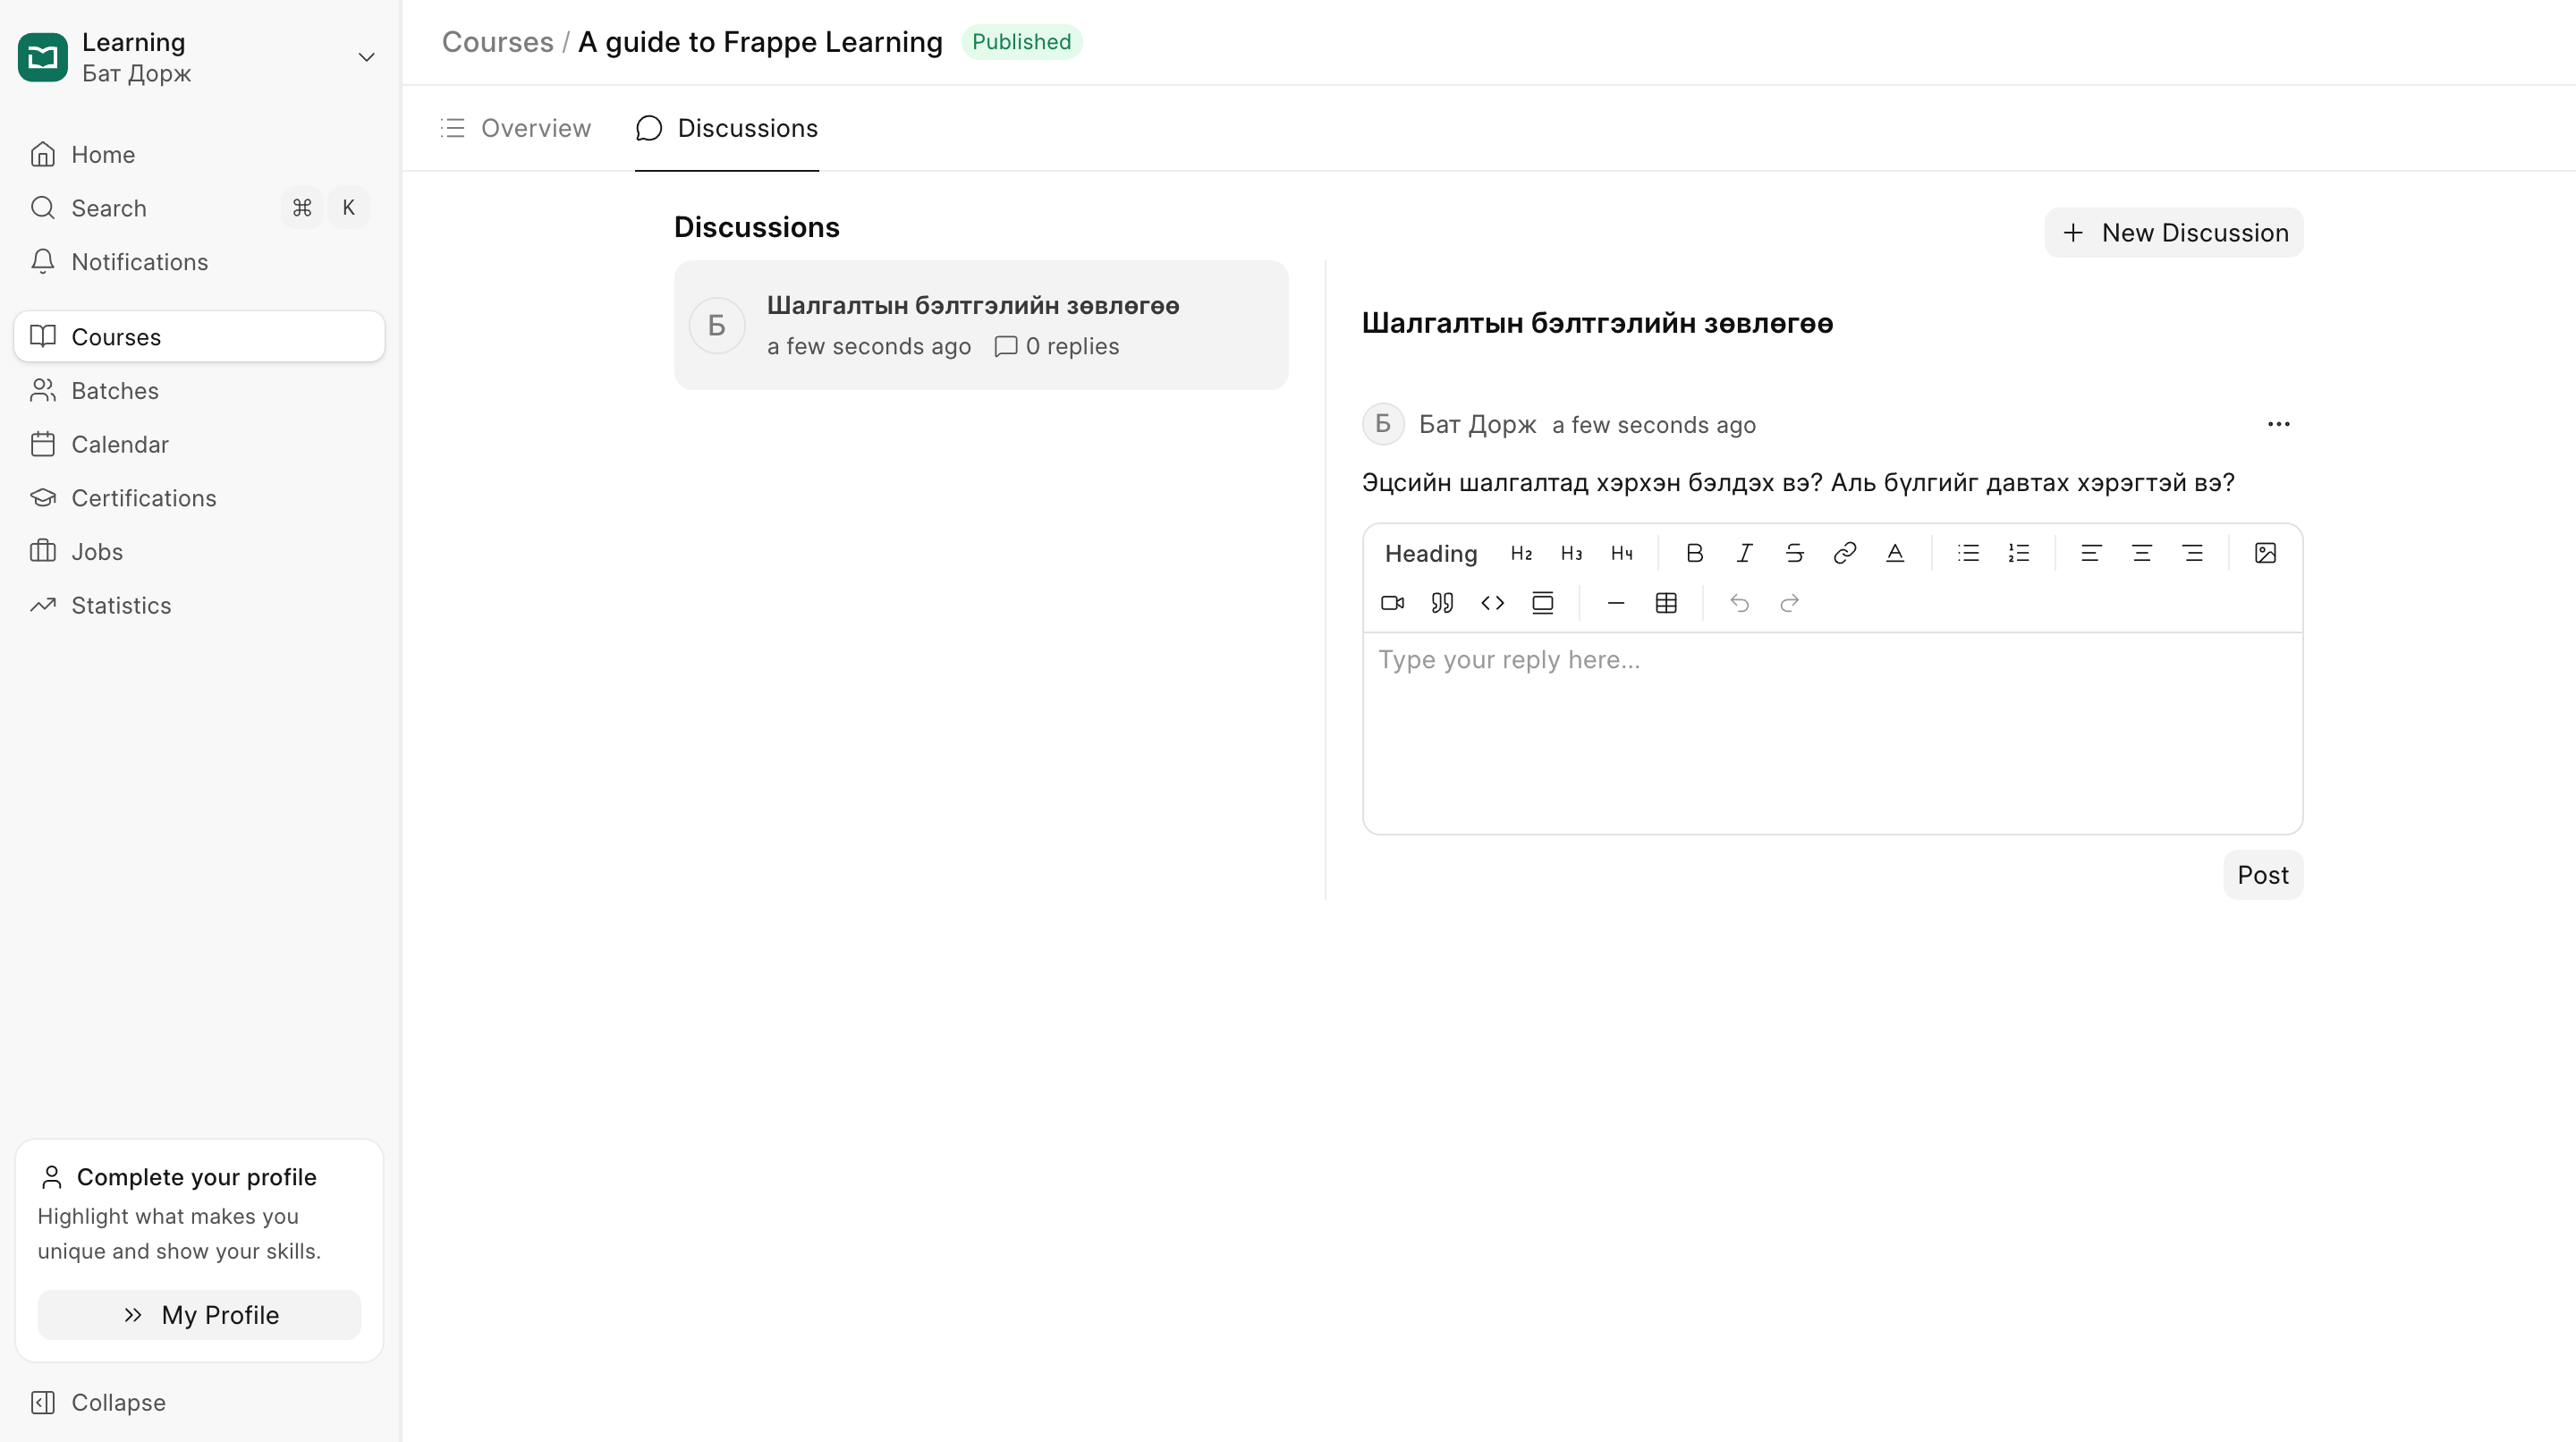 Learning
Бат Дорж
Home
Search ⌘ K
Notifications
Courses
Batches
Calendar
Certifications
Jobs
Statistics
Complete your profile
Highlight what makes you
unique and show your skills.
My Profile
Collapse
Courses / A guide to Frappe Learning Published
Overview Discussions
Discussions
New Discussion
Б
Шалгалтын бэлтгэлийн зөвлөгөө
a few seconds ago 0 replies
Шалгалтын бэлтгэлийн зөвлөгөө
Б Бат Дорж a few seconds ago
Эцсийн шалгалтад хэрхэн бэлдэх вэ? Аль бүлгийг давтах хэрэгтэй вэ?
Heading H2 H3 H4
Type your reply here...
Post